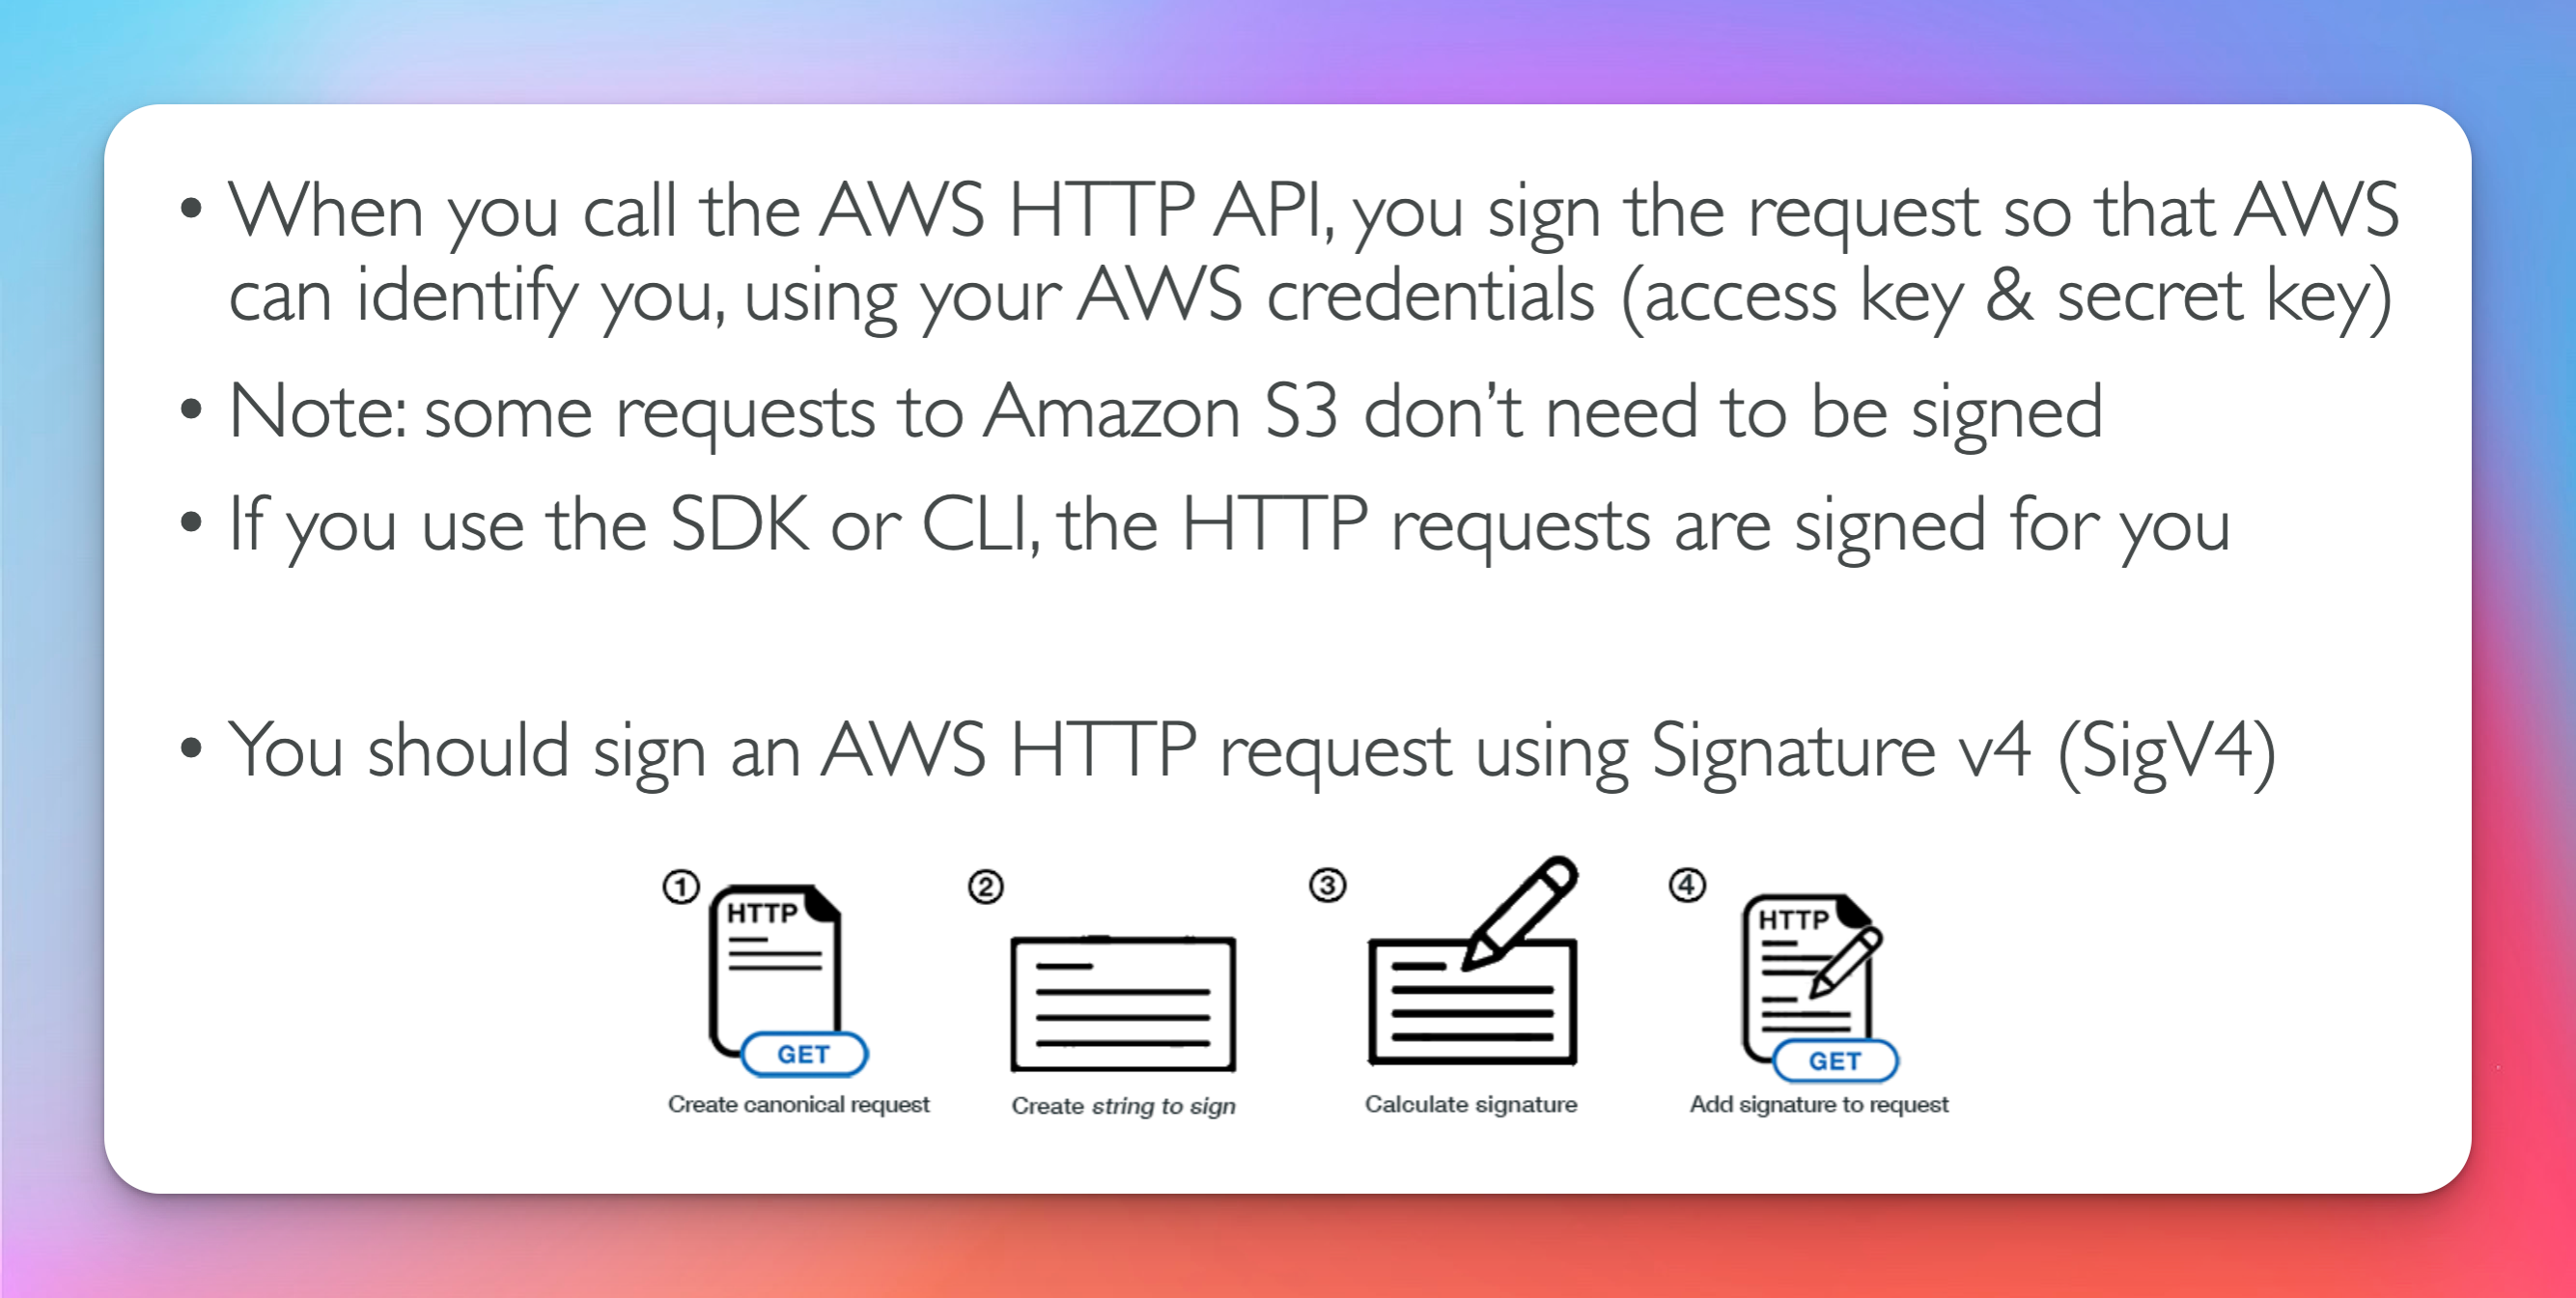 • When you call the AWS HTTP API, you sign the request so that AWS
can identify you, using your AWS credentials (access key & secret key)
• Note: some requests to Amazon S3 don’t need to be signed
• If you use the SDK or CLI, the HTTP requests are signed for you
• You should sign an AWS HTTP request using Signature v4 (SigV4)
① HTTP GET
Create canonical request
②
Create string to sign
③
Calculate signature
④ HTTP GET
Add signature to request